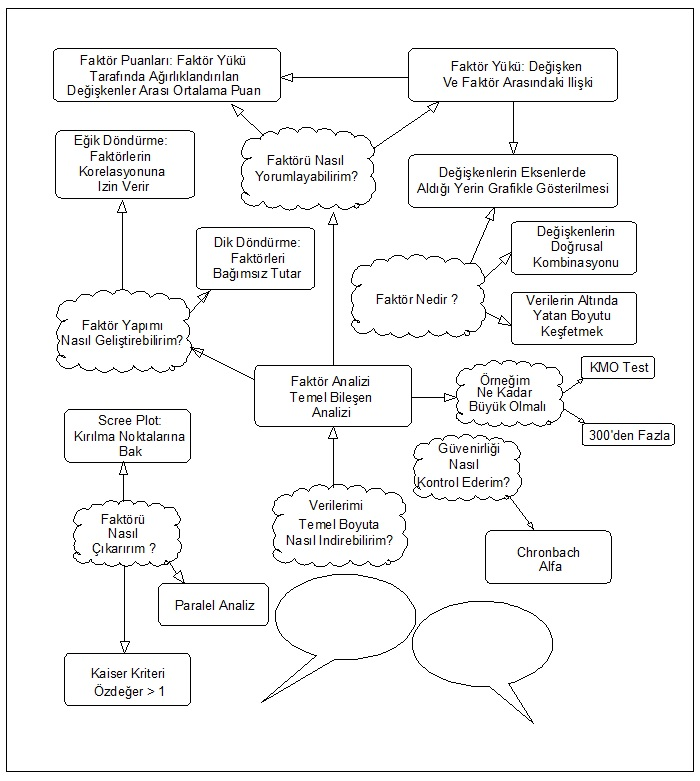 Faktör Puanları: Faktör Yükü
Tarafında Ağırlıklandırılan
Değişkenler Arası Ortalama Puan
Faktör Yükü: Değişken
Ve Faktör Arasındaki Ilişki
Eğik Döndürme:
Faktörlerin
Korelasyonuna
Izin Verir
Faktörü Nasıl
Yorumlayabilirim?
Değişkenlerin Eksenlerde
Aldığı Yerin Grafikle Gösterilmesi
Dik Döndürme:
Faktörleri
Bağımsız Tutar
Değişkenlerin
Doğrusal
Kombinasyonu
Faktör Nedir ?
Verilerin Altında
Yatan Boyutu
Keşfetmek
Faktör Yapımı
Nasıl Geliştirebilirim?
Faktör Analizi
Temel Bileşen
Analizi
Örneğim
Ne Kadar
Büyük Olmalı
KMO Test
300'den Fazla
Scree Plot:
Kırılma Noktalarına
Bak
Güvenirliği
Nasıl
Kontrol Ederim?
Faktörü
Nasıl
Çıkarırım ?
Verilerimi
Temel Boyuta
Nasıl Indirebilirim?
Chronbach
Alfa
Paralel Analiz
Kaiser Kriteri
Özdeğer > 1